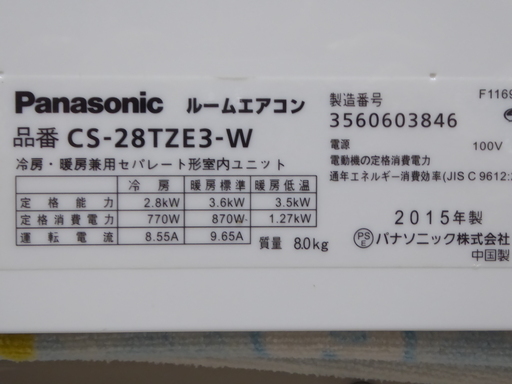 Panasonic ルームエアコン
品番 CS-28TZE3-W
冷房・暖房兼用セパレート形室内ユニット
冷房 暖房標準 暖房低温
定格能力 2.8kW 3.6kW 3.5kW
定格消費電力 770W 870W 1.27kW
運転電流 8.55A 9.65A
質量 8.0kg
F1169
製造番号
3560603846
電源 100V
電動機の定格消費電力
通年エネルギー消費効率(JIS C 9612:
2015年製
PS E パナソニック株式会
中国製